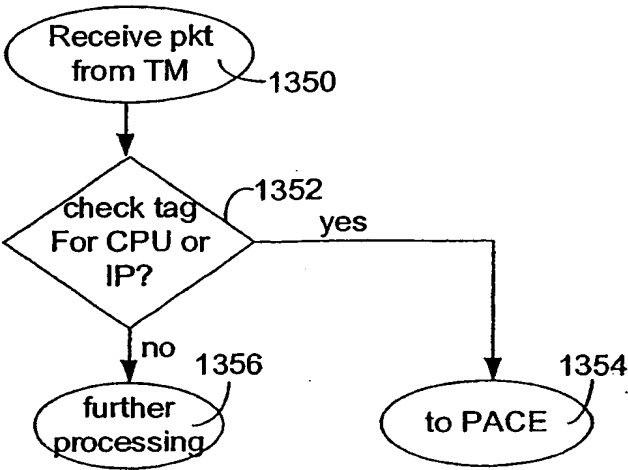 Receive pkt
from TM
1350
1352
check tag
For CPU or
IP?
yes
no
1356
1354
further
processing
to PACE